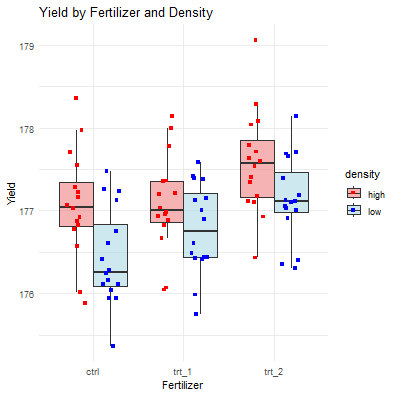 Yield by Fertilizer and Density
179
178
177
176
Yield
ctrl
trt_1
trt_2
Fertilizer
density
high
low